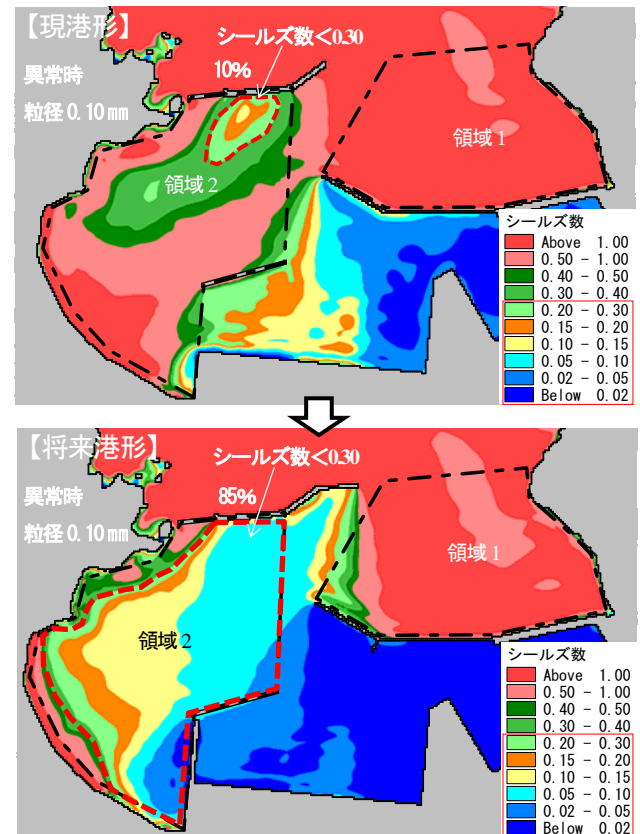 【現港形】
シールズ数＜0.30
異常時
10%
粒径0.10mm
領域1
領域2
シールズ数
Above 1.00
0.50 - 1.00
0.40 - 0.50
0.30 - 0.40
0.20 - 0.30
0.15 - 0.20
0.10 - 0.15
0.05 - 0.10
0.02 - 0.05
Below 0.02
【将来港形】
シールズ数＜0.30
異常時
85%
粒径0.10mm
領域1
領域2
シールズ数
Above 1.00
0.50 - 1.00
0.40 - 0.50
0.30 - 0.40
0.20 - 0.30
0.15 - 0.20
0.10 - 0.15
0.05 - 0.10
0.02 - 0.05
Below 0.02